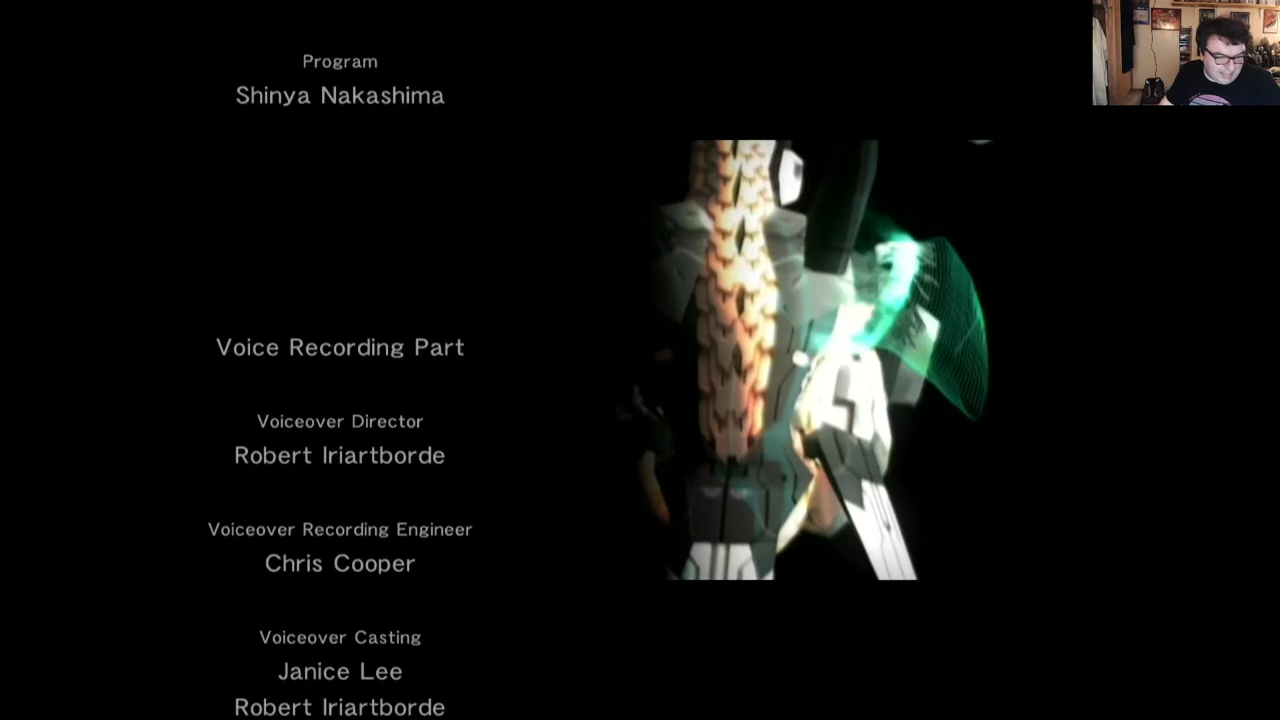 Program
Shinya Nakashima
Voice Recording Part
Voiceover Director
Robert Iriartborde
Voiceover Recording Engineer
Chris Cooper
Voiceover Casting
Janice Lee
Robert Iriartborde